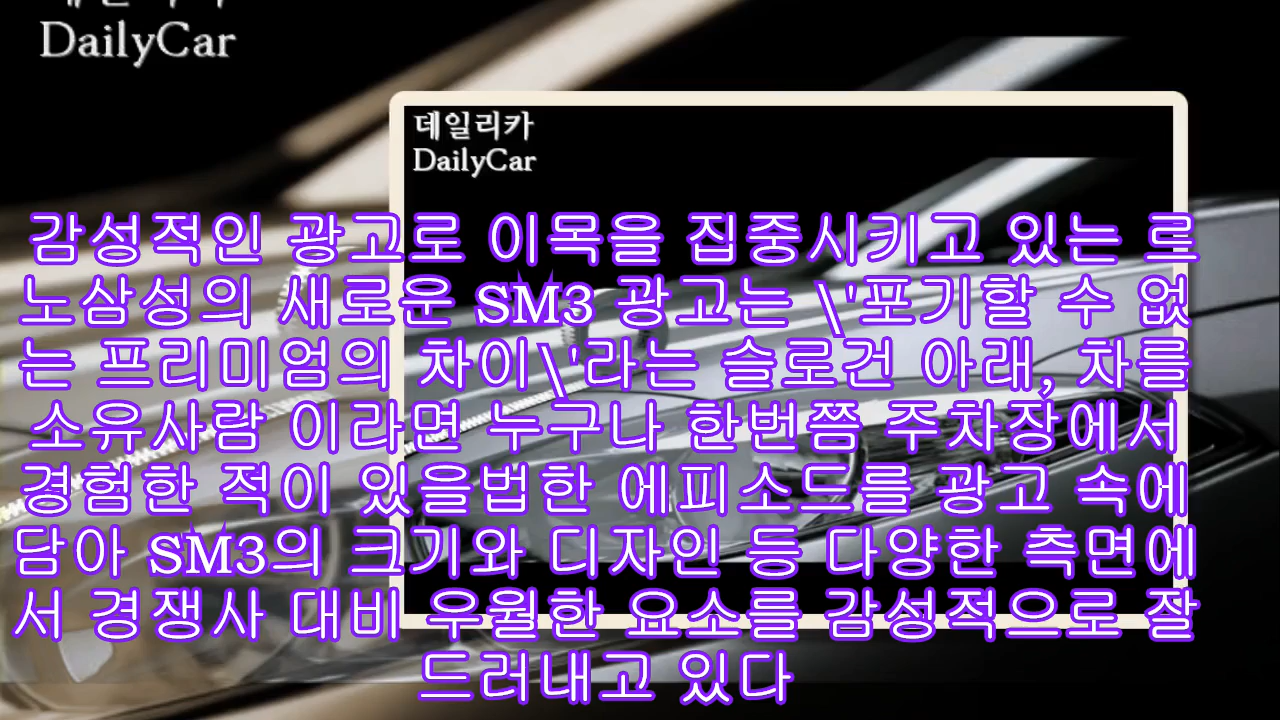 데일리카
DailyCar
데일리카
DailyCar
감성적인 광고로 이목을 집중시키고 있는 르
노삼성의 새로운 SM3 광고는 \'포기할 수 없
는 프리미엄의 차이\'라는 슬로건 아래, 차를
소유사람 이라면 누구나 한번쯤 주차장에서
경험한 적이 있을법한 에피소드를 광고 속에
담아 SM3의 크기와 디자인 등 다양한 측면에
서 경쟁사 대비 우월한 요소를 감성적으로 잘
드러내고 있다